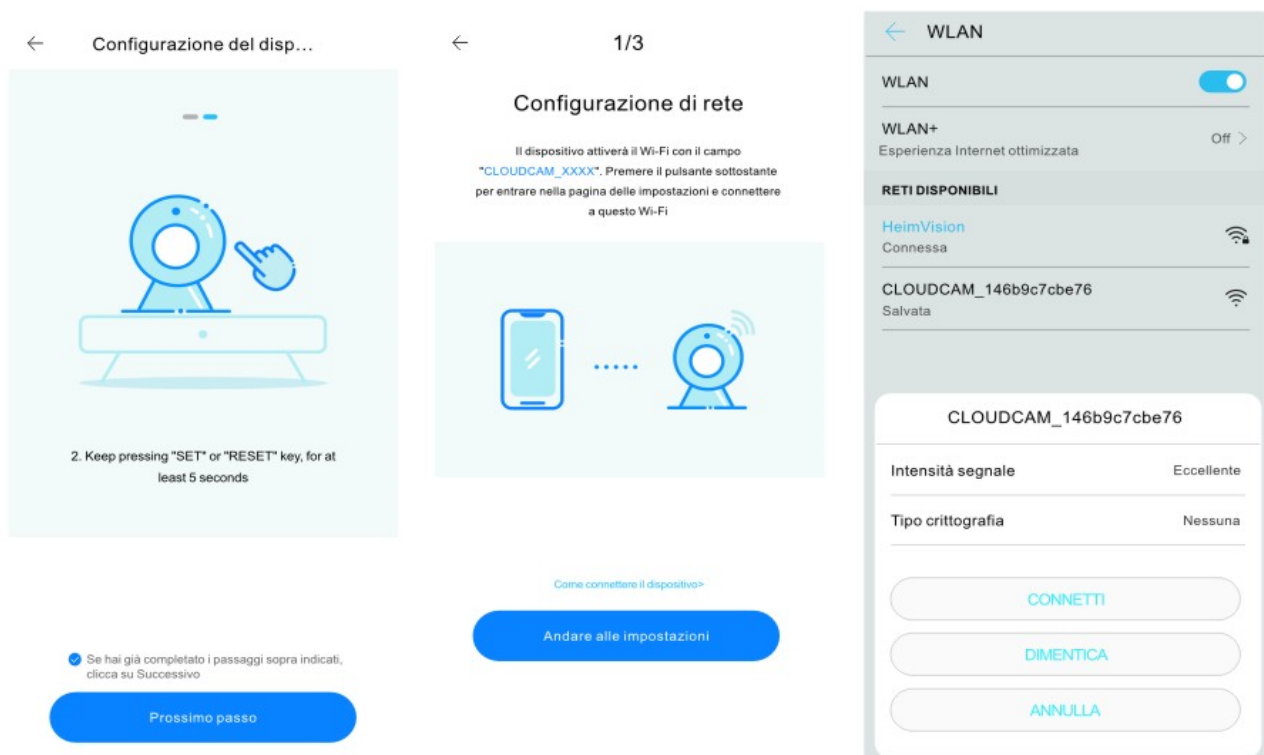 Configurazione del disp...
2. Keep pressing "SET" or "RESET" key, for at
least 5 seconds
Se hai già completato i passaggi sopra indicati,
clicca su Successivo
Prossimo passo
1/3
Configurazione di rete
Il dispositivo attiverà il Wi-Fi con il campo
"CLOUDCAM_XXXX". Premere il pulsante sottostante
per entrare nella pagina delle impostazioni e connettere
a questo Wi-Fi
Come connettere il dispositivo>
Andare alle impostazioni
WLAN
WLAN
WLAN+
Off >
Esperienza Internet ottimizzata
RETI DISPONIBILI
HeimVision
Connessa
CLOUDCAM_146b9c7cbe76
Salvata
CLOUDCAM_146b9c7cbe76
Intensità segnale Eccellente
Tipo crittografia Nessuna
CONNETTI
DIMENTICA
ANNULLA